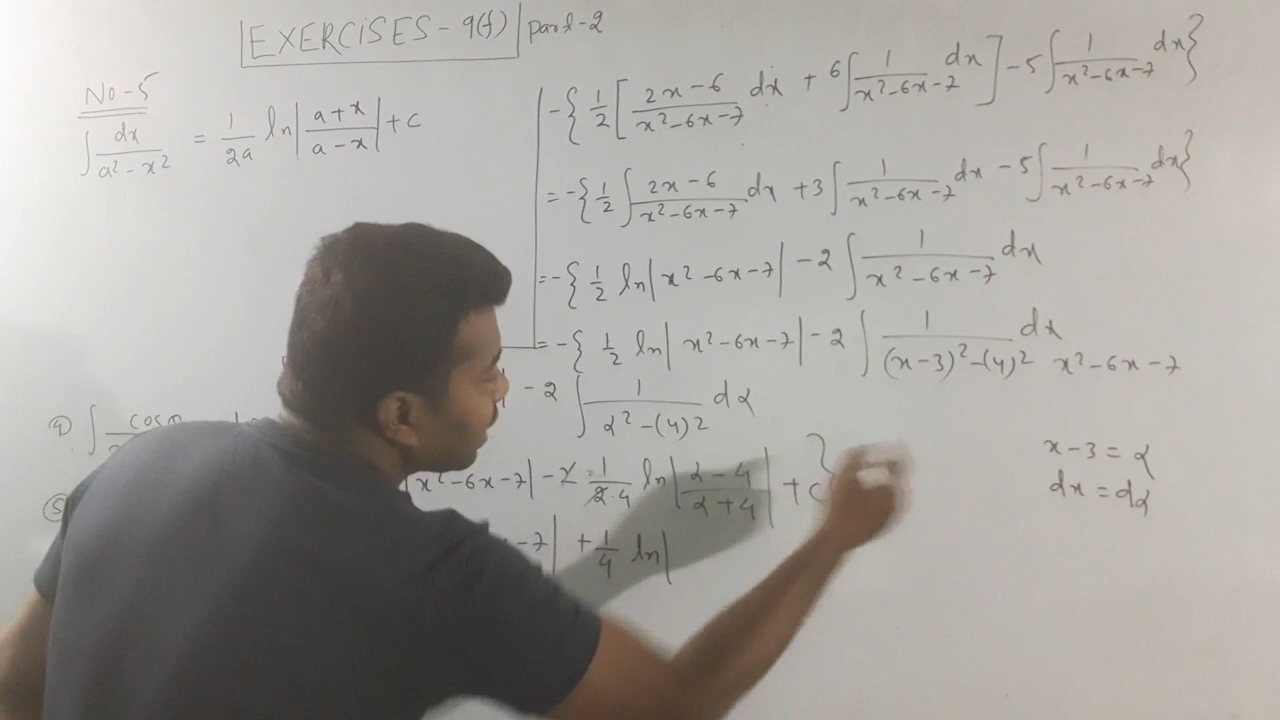 EXERCISES - 9(f) Part-2
No-5
∫ dx / (a² - x²) = 1/2a ln|(a+x)/(a-x)| + c
-{ 1/2 [ (2x-6)/(x²-6x-7) dx + 6∫ 1/(x²-6x-7) dx ] - 5∫ 1/(x²-6x-7) dx }
= -{ 1/2 ∫ (2x-6)/(x²-6x-7) dx + 3∫ 1/(x²-6x-7) dx - 5∫ 1/(x²-6x-7) dx }
= -{ 1/2 ln|x²-6x-7| - 2 ∫ 1/(x²-6x-7) dx
= -{ 1/2 ln|x²-6x-7| - 2 ∫ 1/((x-3)²-(4)²) dx x²-6x-7
- 2 ∫ 1/(α²-(4)²) dα
x-3 = α
dx = dα
|x²-6x-7| - 2·1/(2·4) ln|(α-4)/(α+4)| + c}
-7| + 1/4 ln|
① ∫ cos
⑤